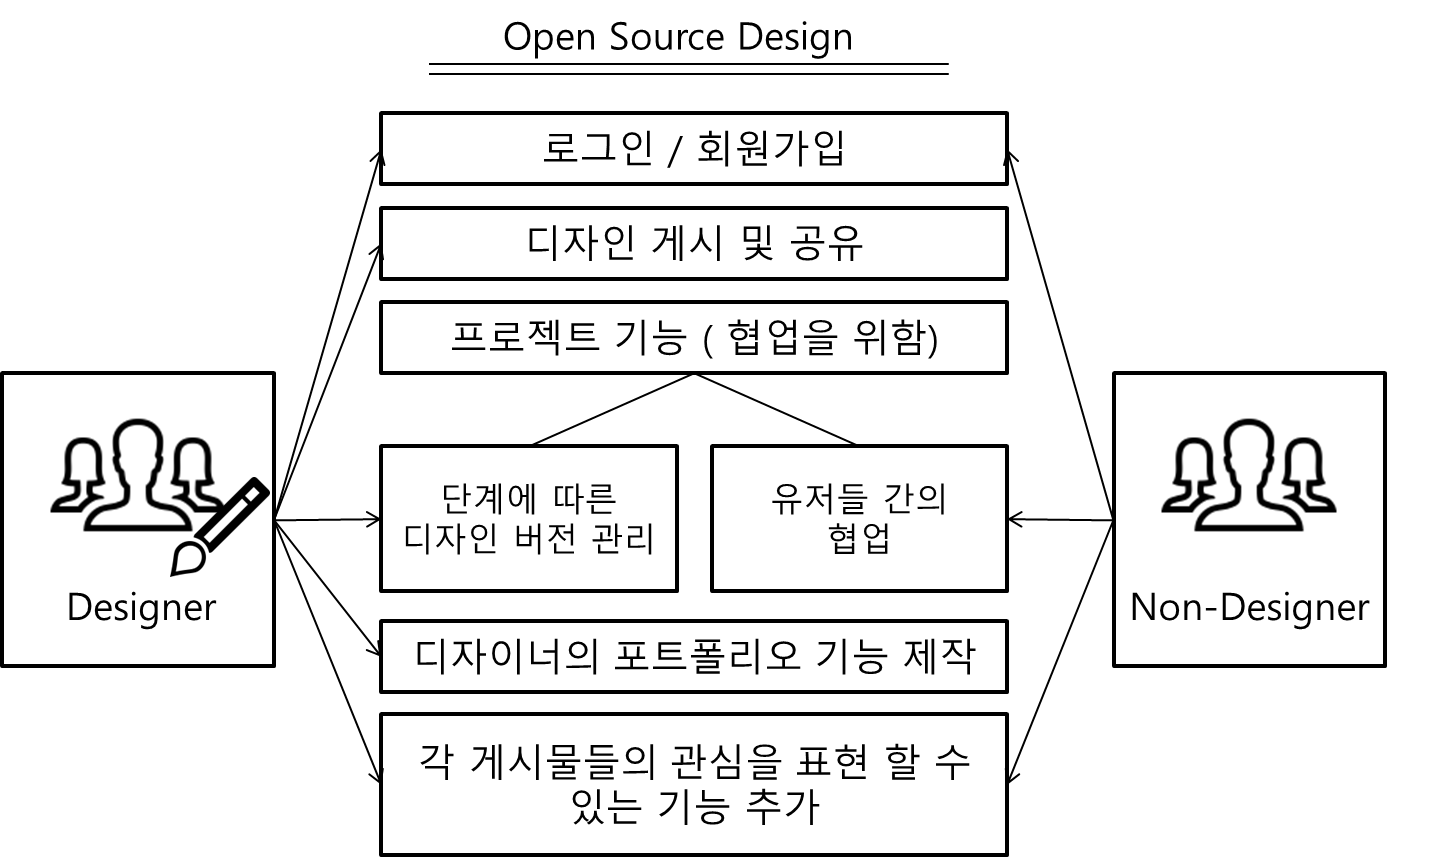 Open Source Design
로그인 / 회원가입
디자인 게시 및 공유
프로젝트 기능 ( 협업을 위함)
단계에 따른
디자인 버전 관리
유저들 간의
협업
Designer
Non-Designer
디자이너의 포트폴리오 기능 제작
각 게시물들의 관심을 표현 할 수
있는 기능 추가